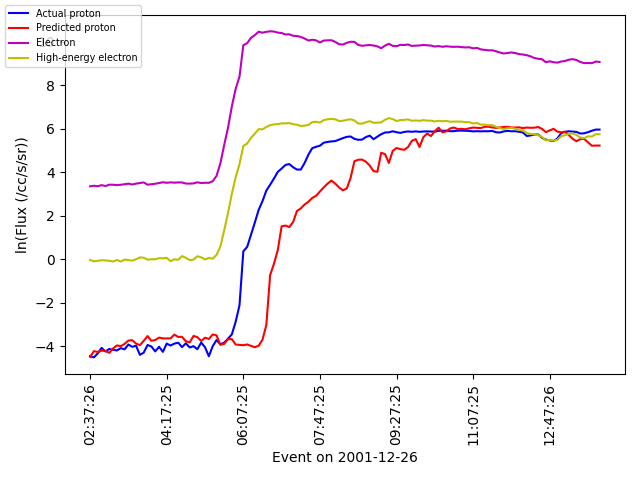 Actual proton
Predicted proton
Electron
High-energy electron
8
6
4
2
0
−2
−4
ln(Flux (/cc/s/sr))
02:37:26
04:17:25
06:07:25
07:47:25
09:27:25
11:07:25
12:47:26
Event on 2001-12-26